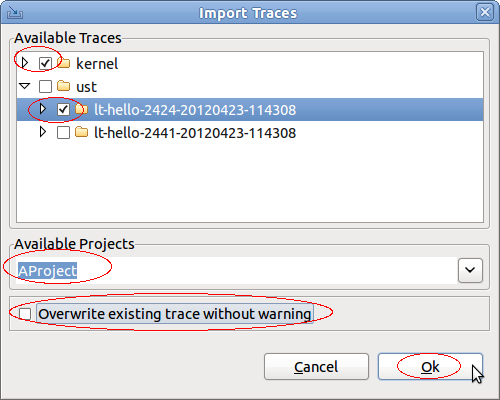 Import Traces
Available Traces
kernel
ust
lt-hello-2424-20120423-114308
lt-hello-2441-20120423-114308
Available Projects
AProject
Overwrite existing trace without warning
Cancel
Ok